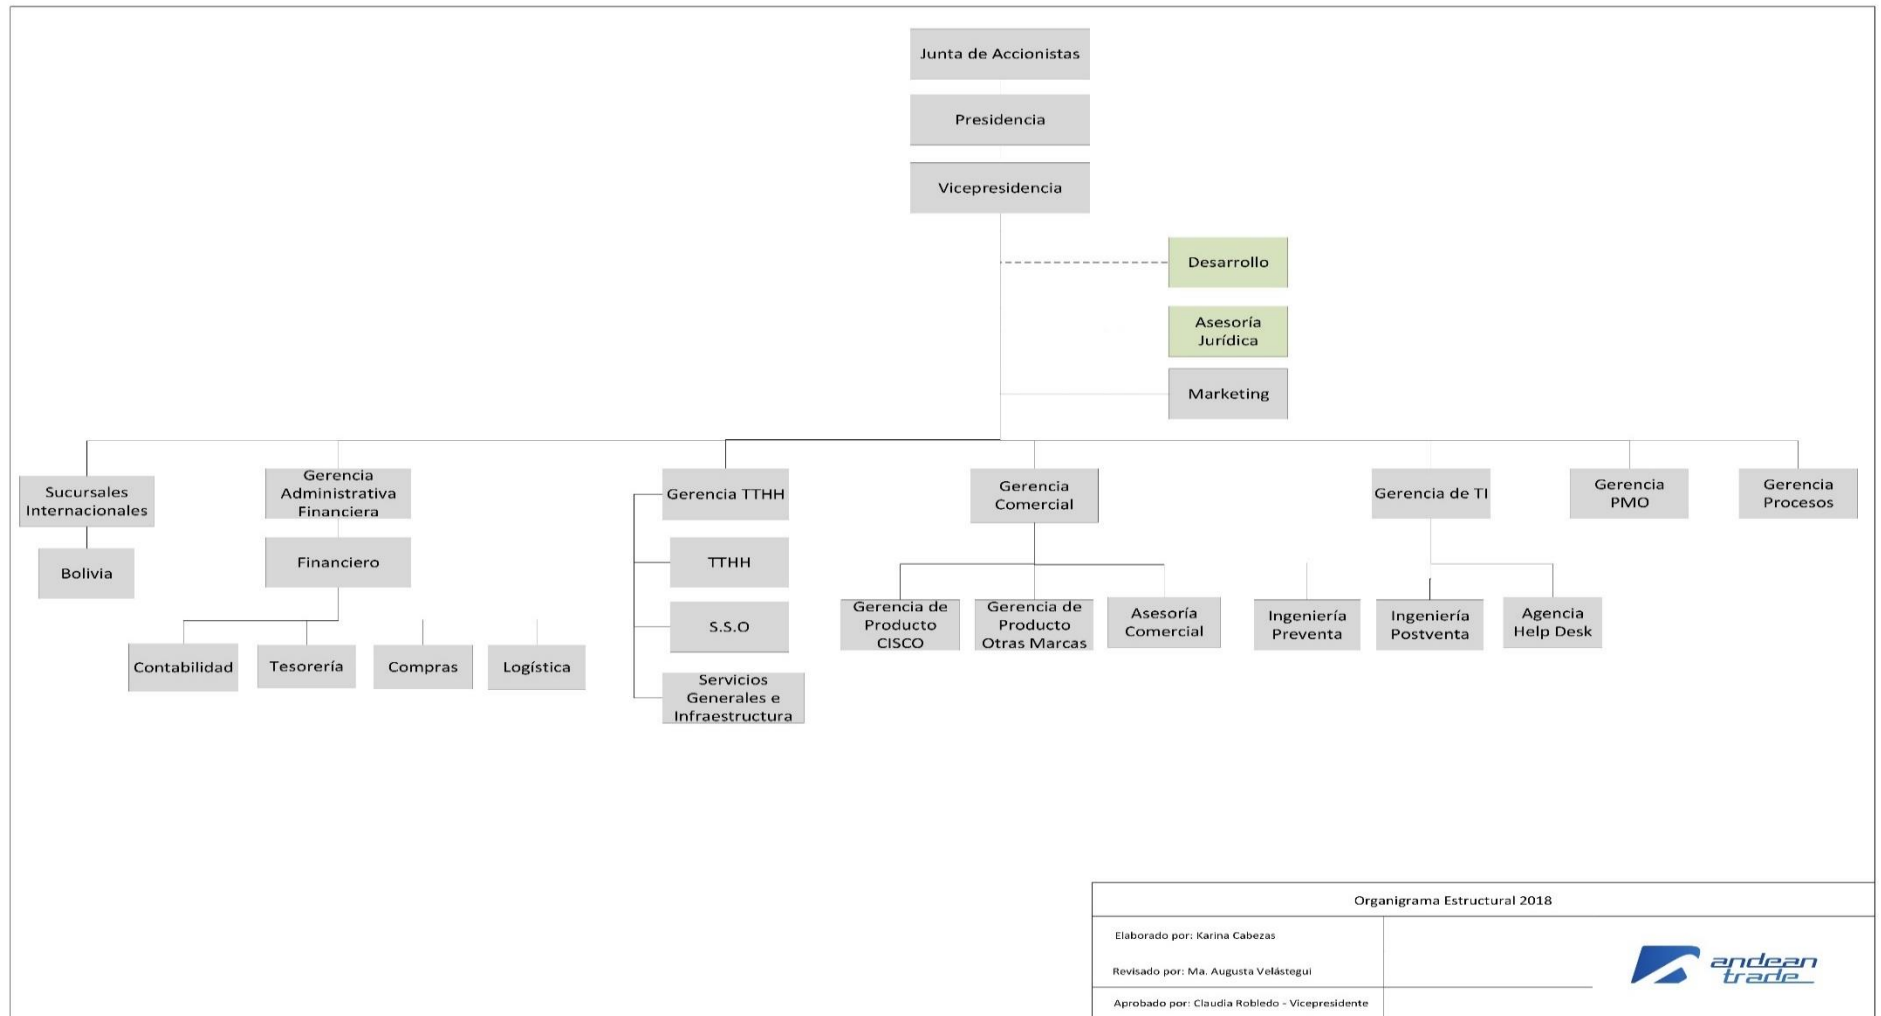 Junta de Accionistas
Presidencia
Vicepresidencia
Desarrollo
Asesoría
Jurídica
Marketing
Sucursales
Internacionales
Bolivia
Gerencia
Administrativa
Financiera
Financiero
Contabilidad
Tesorería
Compras
Logística
Gerencia TTHH
TTHH
S.S.O
Servicios
Generales e
Infraestructura
Gerencia
Comercial
Gerencia de
Producto
CISCO
Gerencia de
Producto
Otras Marcas
Asesoría
Comercial
Gerencia de TI
Ingeniería
Preventa
Ingeniería
Postventa
Agencia
Help Desk
Gerencia
PMO
Gerencia
Procesos
Organigrama Estructural 2018
Elaborado por: Karina Cabezas
Revisado por: Ma. Augusta Velástegui
Aprobado por: Claudia Robledo - Vicepresidente
andean
trade